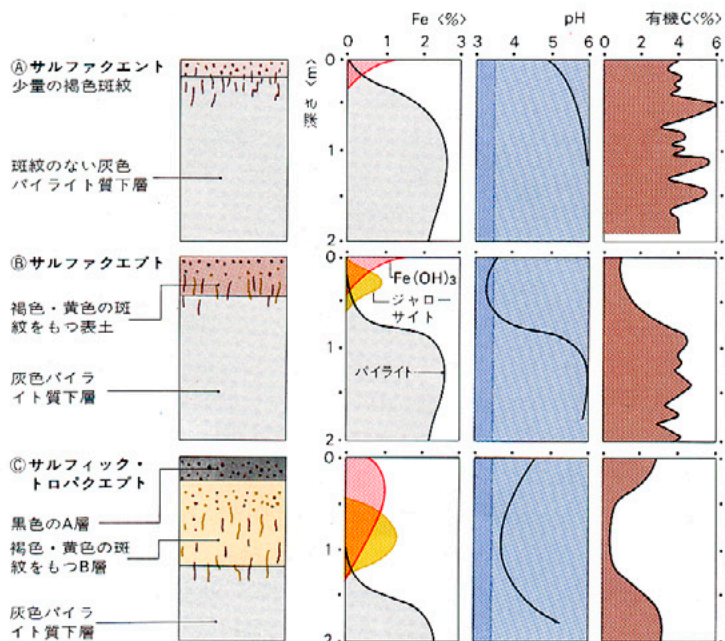 Fe〈%〉
pH
有機C〈%〉
0 1 2 3
3 4 5 6
0 2 4 6
深さ〈m〉
Ⓐサルファクエント
少量の褐色斑紋
斑紋のない灰色
パイライト質下層
0
1
2
Ⓑサルファクエプト
褐色・黄色の斑
紋をもつ表土
灰色パイラ
イト質下層
0
1
2
Fe(OH)₃
ジャロー
サイト
パイライト
Ⓒサルフィック・
トロパクエプト
黒色のA層
褐色・黄色の斑
紋をもつB層
灰色パイラ
イト質下層
0
1
2